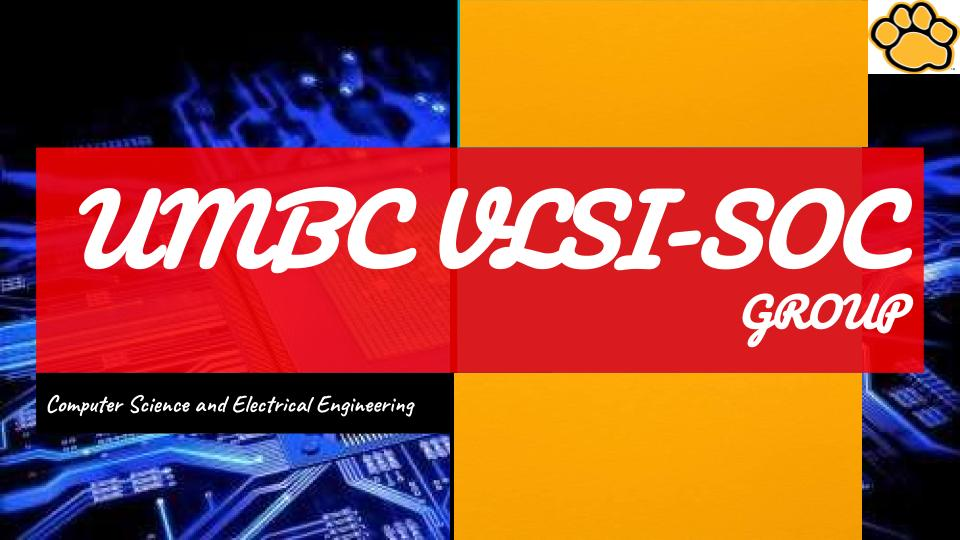 UMBC VLSI-SOC
GROUP
Computer Science and Electrical Engineering